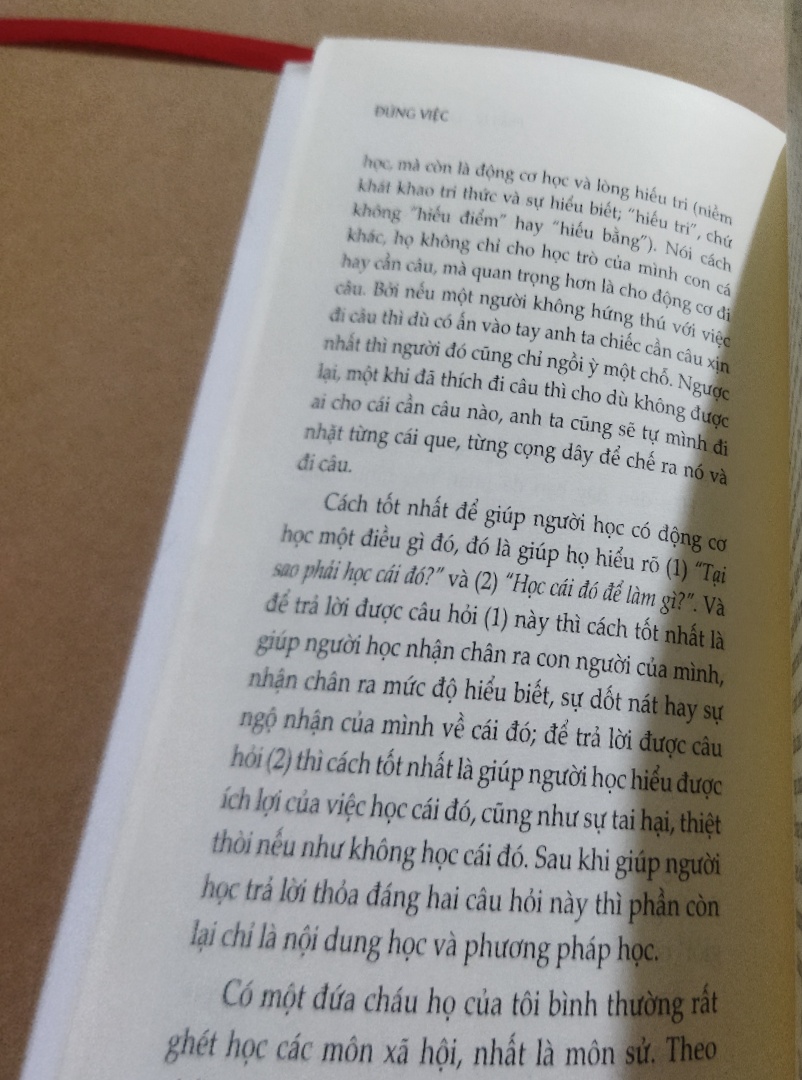 ĐÚNG VIỆC
học, mà còn là động cơ học và lòng hiếu tri (niềm
khát khao tri thức và sự hiểu biết; “hiếu tri”, chứ
không “hiếu điểm” hay “hiếu bằng”). Nói cách
khác, họ không chỉ cho học trò của mình con cá
hay cần câu, mà quan trọng hơn là cho động cơ đi
câu. Bởi nếu một người không hứng thú với việc
đi câu thì dù có ấn vào tay anh ta chiếc cần câu xịn
nhất thì người đó cũng chỉ ngồi ỳ một chỗ. Ngược
lại, một khi đã thích đi câu thì cho dù không được
ai cho cái cần câu nào, anh ta cũng sẽ tự mình đi
nhặt từng cái que, từng cọng dây để chế ra nó và
đi câu.
Cách tốt nhất để giúp người học có động cơ
học một điều gì đó, đó là giúp họ hiểu rõ (1) “Tại
sao phải học cái đó?” và (2) “Học cái đó để làm gì?”. Và
để trả lời được câu hỏi (1) này thì cách tốt nhất là
giúp người học nhận chân ra con người của mình,
nhận chân ra mức độ hiểu biết, sự dốt nát hay sự
ngộ nhận của mình về cái đó; để trả lời được câu
hỏi (2) thì cách tốt nhất là giúp người học hiểu được
ích lợi của việc học cái đó, cũng như sự tai hại, thiệt
thòi nếu như không học cái đó. Sau khi giúp người
học trả lời thỏa đáng hai câu hỏi này thì phần còn
lại chỉ là nội dung học và phương pháp học.
Có một đứa cháu họ của tôi bình thường rất
ghét học các môn xã hội, nhất là môn sử. Theo